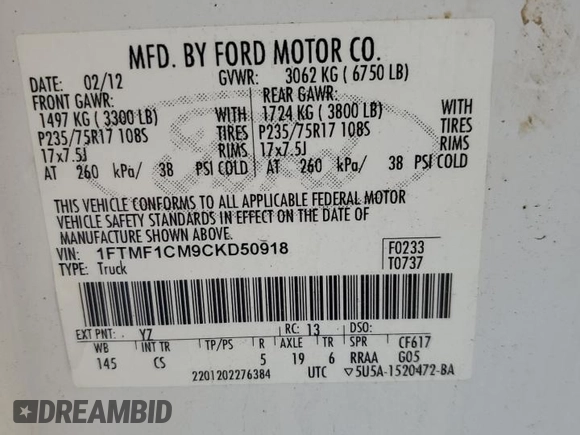 MFD. BY FORD MOTOR CO.
DATE: 02/12 GVWR: 3062 KG ( 6750 LB)
FRONT GAWR: REAR GAWR:
1497 KG ( 3300 LB) WITH 1724 KG ( 3800 LB) WITH
P235/75R17 108S TIRES P235/75R17 108S TIRES
17x7.5J RIMS 17x7.5J RIMS
AT 260 kPa/ 38 PSI COLD AT 260 kPa/ 38 PSI COLD
Ford
THIS VEHICLE CONFORMS TO ALL APPLICABLE FEDERAL MOTOR
VEHICLE SAFETY STANDARDS IN EFFECT ON THE DATE OF
MANUFACTURE SHOWN ABOVE.
VIN: 1FTMF1CM9CKD50918 F0233
TYPE: Truck T0737
EXT PNT: YZ RC: 13 DSO:
WB INT TR TP/PS R AXLE TR SPR CF617
145 CS 5 19 6 RRAA G05
2201202276384 UTC ▽5U5A-1520472-BA
DREAMBID